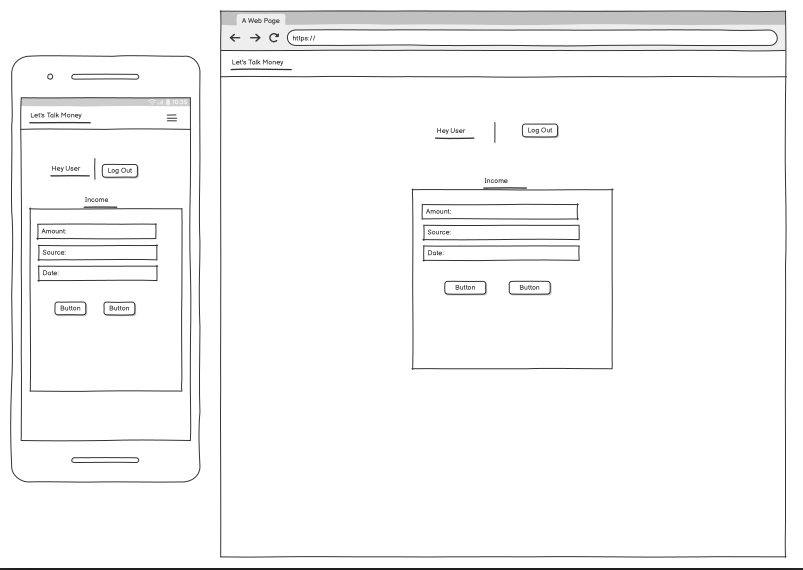 10:05
Let's Talk Money
Hey User
Log Out
Income
Amount:
Source:
Date:
Button Button
A Web Page
https://
Let's Talk Money
Hey User
Log Out
Income
Amount:
Source:
Date:
Button Button